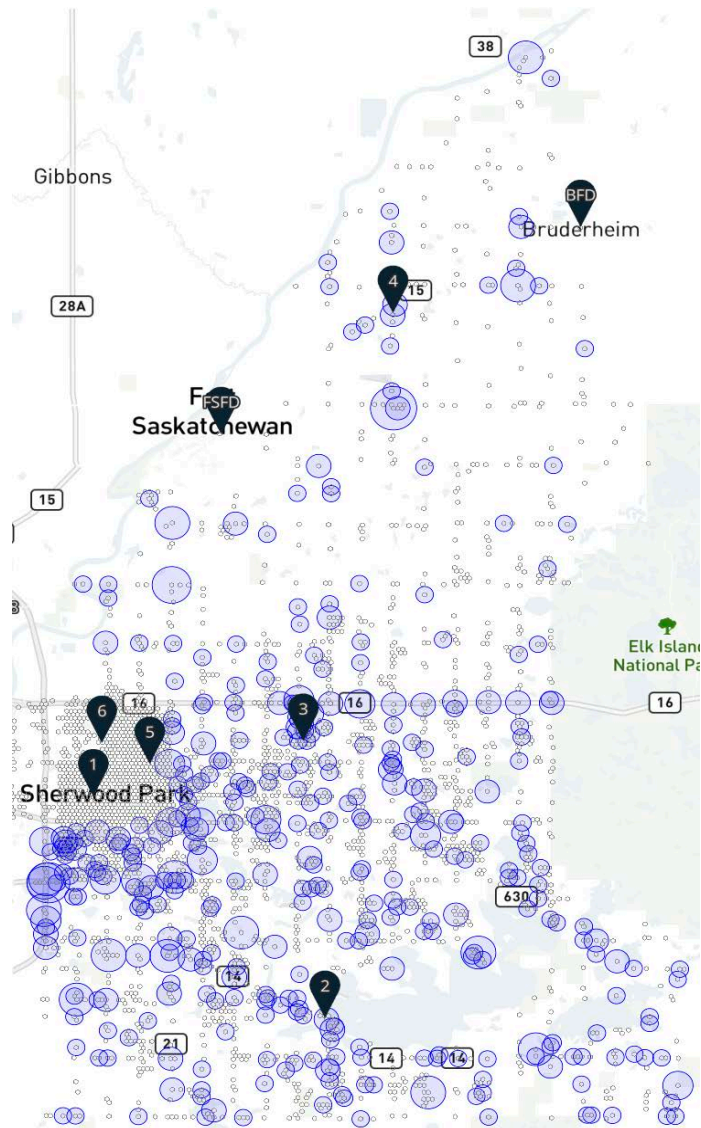 38
Gibbons
BFD
Bruderheim
4
15
28A
FSFD
Saskatchewan
15
Elk Island
National Pa
16
16
16
6
5
3
1
Sherwood Park
630
14
2
21
14
14